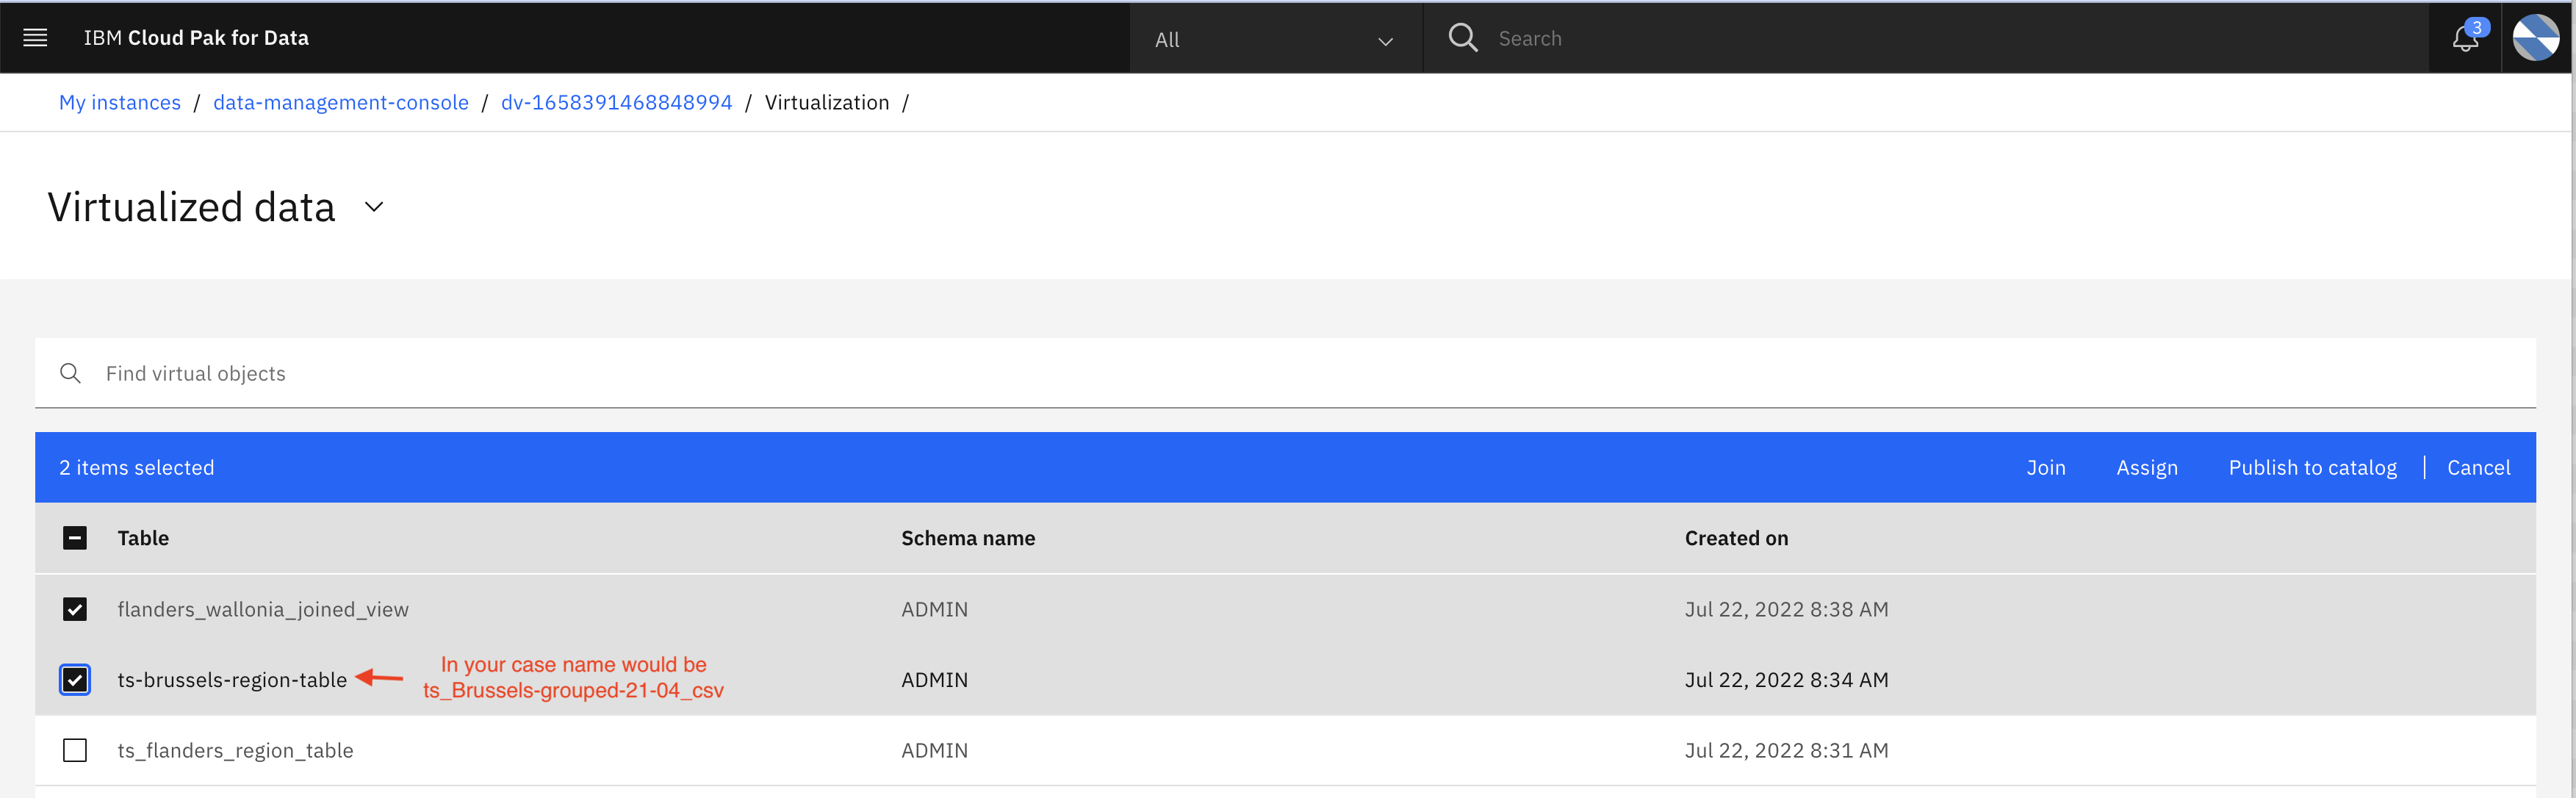 IBM Cloud Pak for Data
All
Search
3
My instances / data-management-console / dv-1658391468848994 / Virtualization /
Virtualized data
Find virtual objects
2 items selected
Join Assign Publish to catalog | Cancel
Table Schema name Created on
flanders_wallonia_joined_view ADMIN Jul 22, 2022 8:38 AM
ts-brussels-region-table ADMIN Jul 22, 2022 8:34 AM
In your case name would be
ts_Brussels-grouped-21-04_csv
ts_flanders_region_table ADMIN Jul 22, 2022 8:31 AM